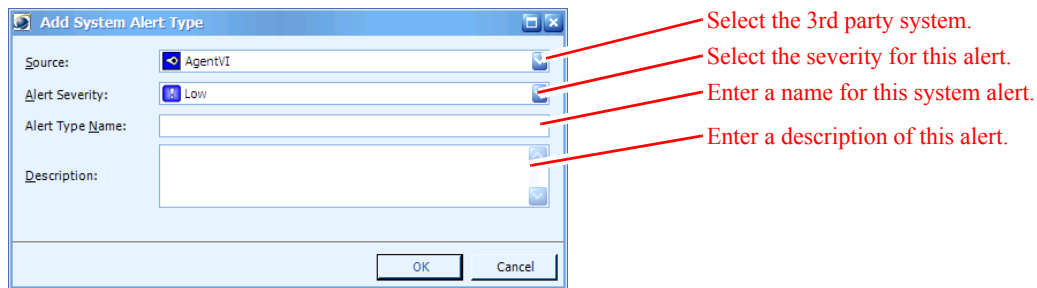 Add System Alert Type
Select the 3rd party system.
Source: AgentVI
Select the severity for this alert.
Alert Severity: Low
Enter a name for this system alert.
Alert Type Name:
Enter a description of this alert.
Description:
OK Cancel